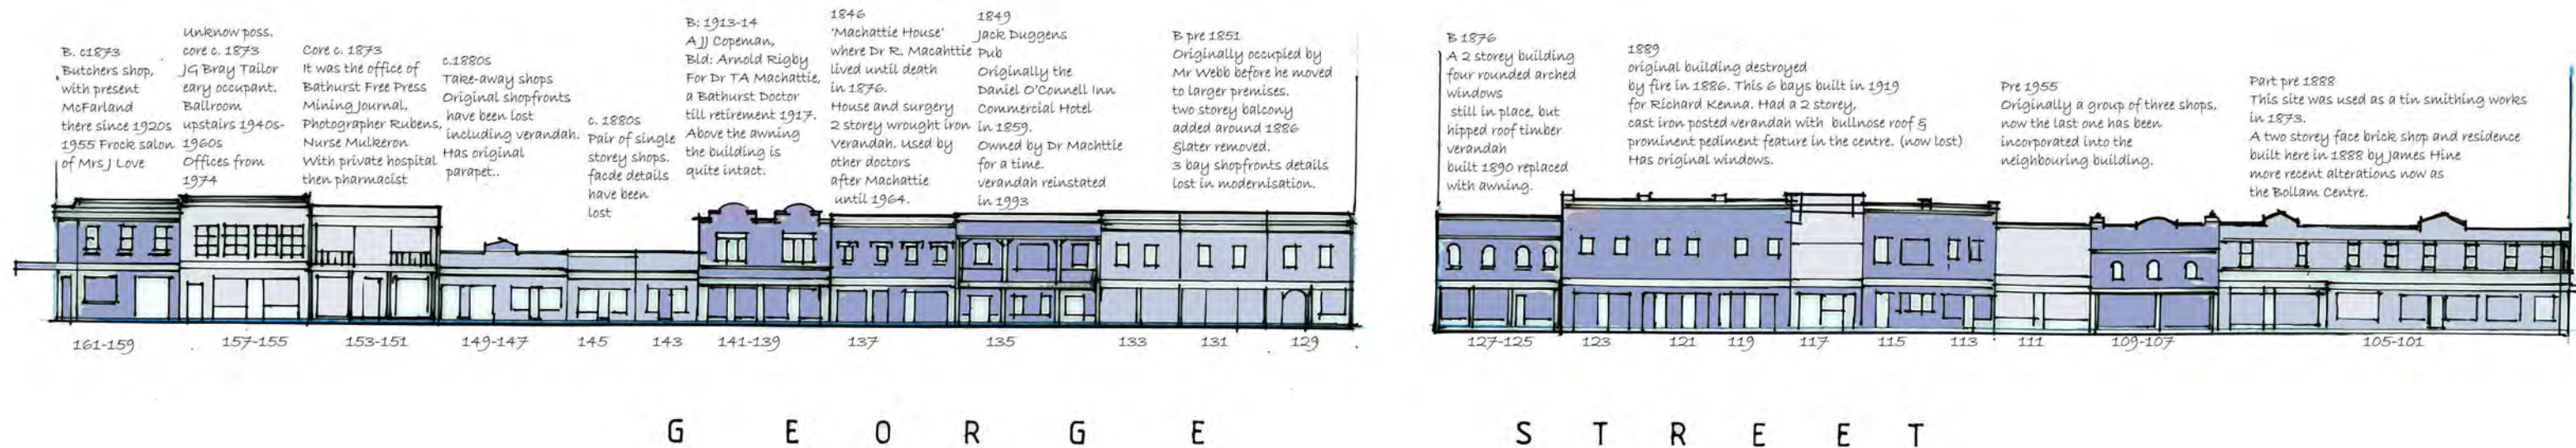 B. c1873
Butchers shop,
with present
McFarland
there since 1920s
1955 Frock salon
of Mrs J Love
Unknow poss.
core c. 1873
JG Bray Tailor
eary occupant.
Ballroom
upstairs 1940s-
1960s
Offices from
1974
Core c. 1873
It was the office of
Bathurst Free Press
Mining Journal,
Photographer Rubens,
Nurse Mulkeron
With private hospital
then pharmacist
c.1880s
Take-away shops
Original shopfronts
have been lost
including verandah.
Has original
parapet..
c. 1880s
Pair of single
storey shops.
facde details
have been
lost
B: 1913-14
A JJ Copeman,
Bld: Arnold Rigby
For Dr TA Machattie,
a Bathurst Doctor
till retirement 1917.
Above the awning
the building is
quite intact.
1846
'Machattie House'
where Dr R. Macahttie
lived until death
in 1876.
House and surgery
2 storey wrought iron
verandah. used by
other doctors
after Machattie
until 1964.
1849
Jack Duggens
Pub
Originally the
Daniel O'Connell Inn
Commercial Hotel
in 1859.
Owned by Dr Machttie
for a time.
verandah reinstated
in 1993
B pre 1851
Originally occupied by
Mr Webb before he moved
to larger premises.
two storey balcony
added around 1886
&later removed.
3 bay shopfronts details
lost in modernisation.
B 1876
A 2 storey building
four rounded arched
windows
still in place, but
hipped roof timber
verandah
built 1890 replaced
with awning.
1889
original building destroyed
by fire in 1886. This 6 bays built in 1919
for Richard Kenna. Had a 2 storey,
cast iron posted verandah with bullnose roof &
prominent pediment feature in the centre. (now lost)
Has original windows.
Pre 1955
Originally a group of three shops,
now the last one has been
incorporated into the
neighbouring building.
Part pre 1888
This site was used as a tin smithing works
in 1873.
A two storey face brick shop and residence
built here in 1888 by James Hine
more recent alterations now as
the Bollam Centre.
161-159 157-155 153-151 149-147 145 143 141-139 137 135 133 131 129 127-125 123 121 119 117 115 113 111 109-107 105-101
GEORGE STREET